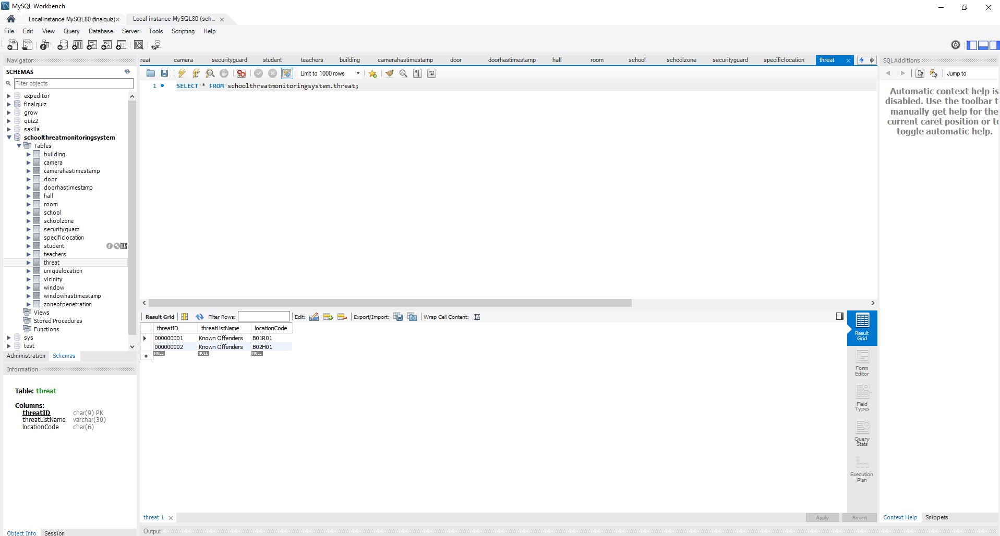 MySQL Workbench
Local instance MySQL80 (finalquiz)
Local instance MySQL80 (sch...
File Edit View Query Database Server Tools Scripting Help
Navigator
SCHEMAS
Filter objects
expeditor
finalquiz
grow
quiz2
sakila
schoolthreatmonitoringsystem
Tables
building
camera
camerahastimestamp
door
doorhastimestamp
hall
room
school
schoolzone
securityguard
specificlocation
student
teachers
threat
uniquelocation
vicinity
window
windowhastimestamp
zoneofpenetration
Views
Stored Procedures
Functions
sys
test
Administration Schemas
Information
Table: threat
Columns:
threatID char(9) PK
threatListName varchar(30)
locationCode char(6)
Object Info Session
reat camera securityguard student teachers building camerahastimestamp door doorhastimestamp hall room school schoolzone securityguard specificlocation threat
Limit to 1000 rows
1 SELECT * FROM schoolthreatmonitoringsystem.threat;
Result Grid Filter Rows: Edit: Export/Import: Wrap Cell Content:
threatID threatListName locationCode
000000001 Known Offenders B01R01
000000002 Known Offenders B02H01
NULL NULL NULL
Result
Grid
Form
Editor
Field
Types
Query
Stats
Execution
Plan
threat 1
Apply Revert
Output
SQLAdditions
Jump to
Automatic context help is
disabled. Use the toolbar t
manually get help for the
current caret position or to
toggle automatic help.
Context Help Snippets